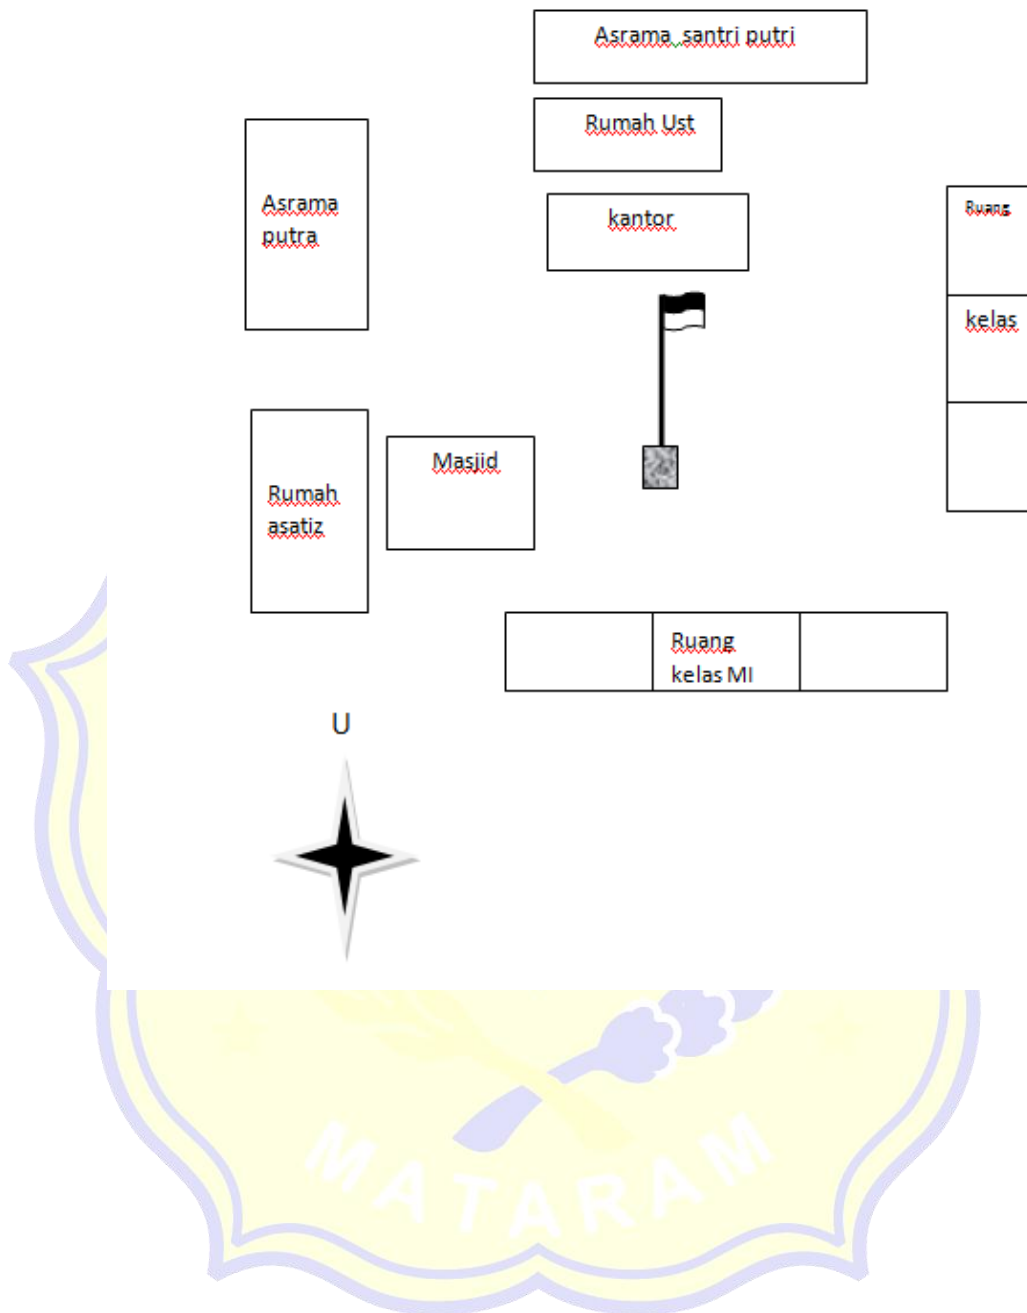 Asrama santri putri
Rumah Ust
Asrama
putra
kantor
Ruang
kelas
Masjid
Rumah
asatiz
Ruang
kelas MI
U
MATARAM